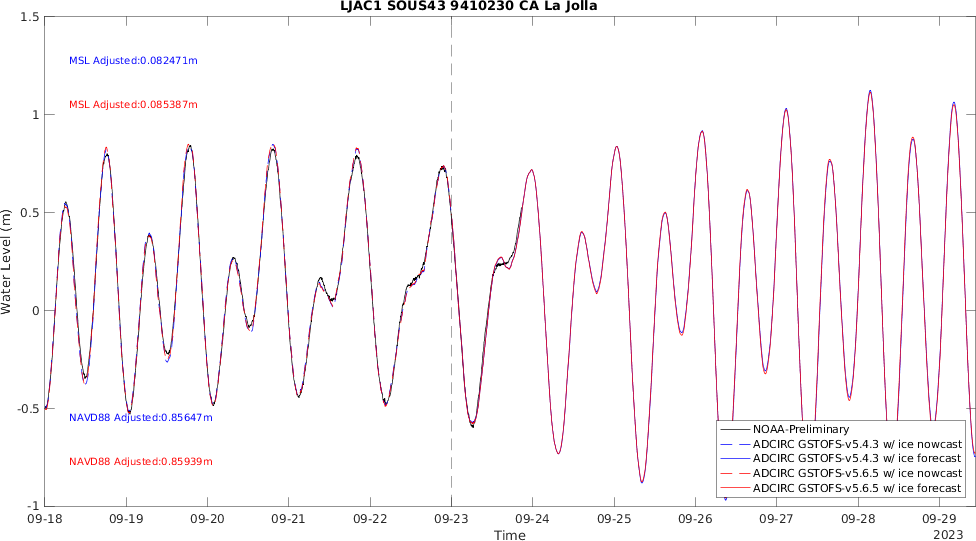 LJAC1 SOUS43 9410230 CA La Jolla
1.5
MSL Adjusted:0.082471m
MSL Adjusted:0.085387m
1
0.5
Water Level (m)
0
-0.5
NAVD88 Adjusted:0.85647m
NAVD88 Adjusted:0.85939m
-1
NOAA-Preliminary
ADCIRC GSTOFS-v5.4.3 w/ ice nowcast
ADCIRC GSTOFS-v5.4.3 w/ ice forecast
ADCIRC GSTOFS-v5.6.5 w/ ice nowcast
ADCIRC GSTOFS-v5.6.5 w/ ice forecast
09-18 09-19 09-20 09-21 09-22 09-23 09-24 09-25 09-26 09-27 09-28 09-29
Time
2023